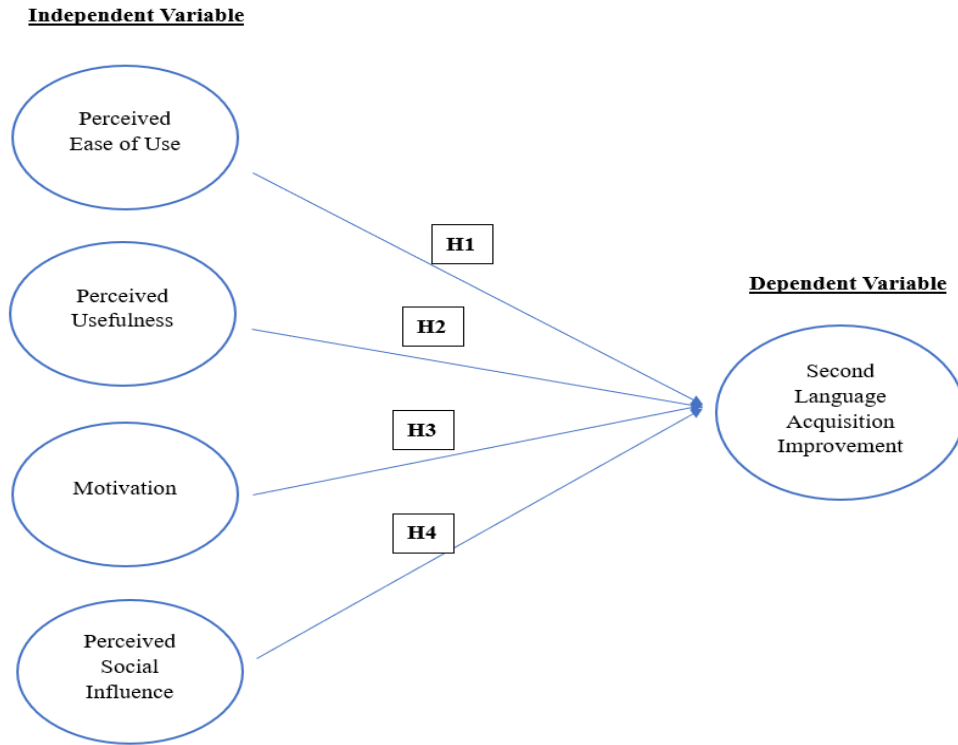 Independent Variable
Perceived
Ease of Use
H1
Perceived
Usefulness
H2
Dependent Variable
Second
Language
Acquisition
Improvement
H3
Motivation
H4
Perceived
Social
Influence